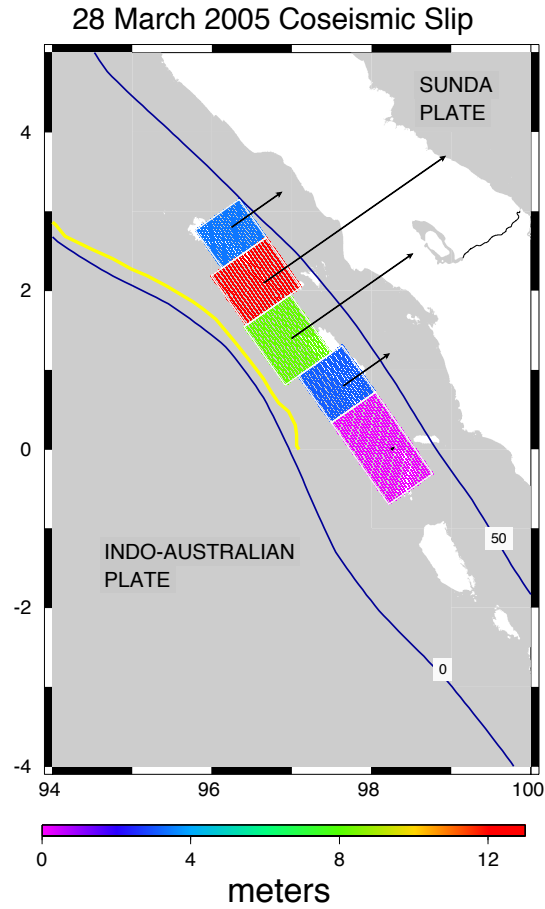 28 March 2005 Coseismic Slip
SUNDA
PLATE
4
2
0
INDO-AUSTRALIAN
PLATE
50
-2
0
-4
94
96
98
100
0
4
8
12
meters